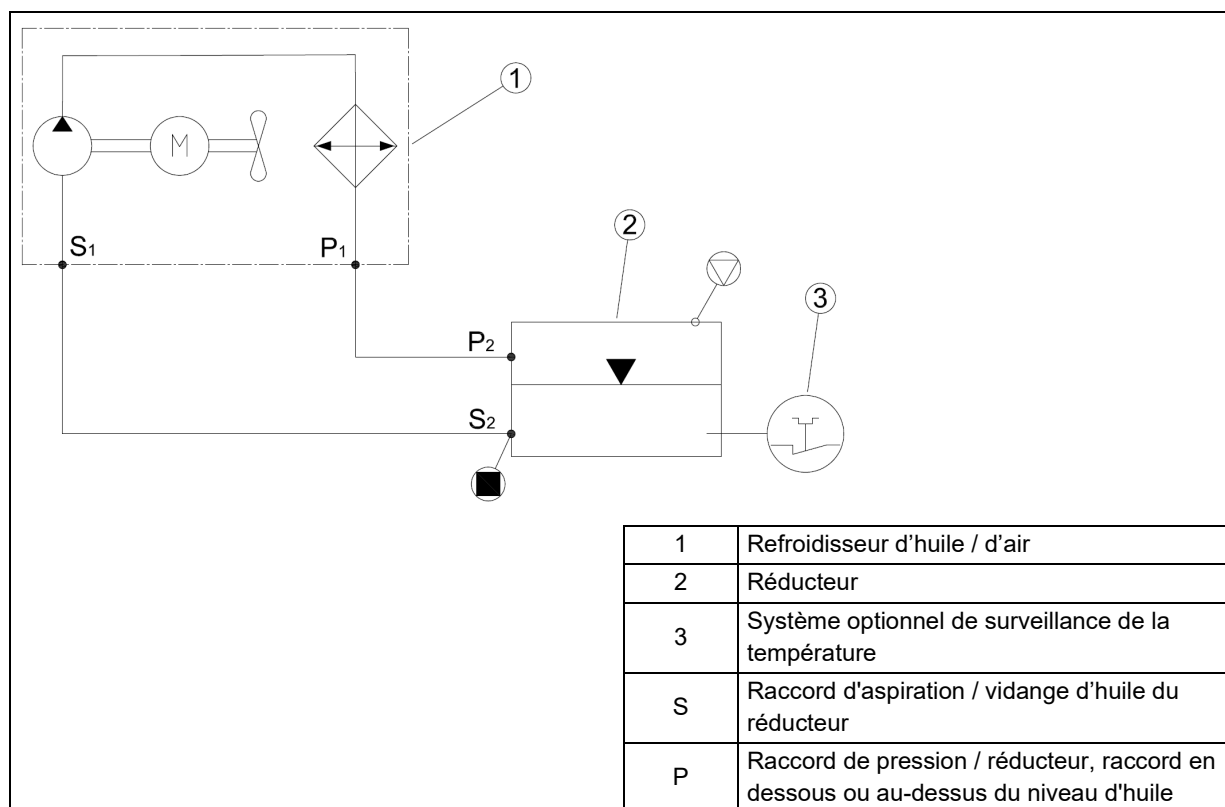 1
M
S1
P1
2
3
P2
S2
1 Refroidisseur d’huile / d’air
2 Réducteur
3 Système optionnel de surveillance de la
température
S Raccord d'aspiration / vidange d’huile du
réducteur
P Raccord de pression / réducteur, raccord en
dessous ou au-dessus du niveau d'huile